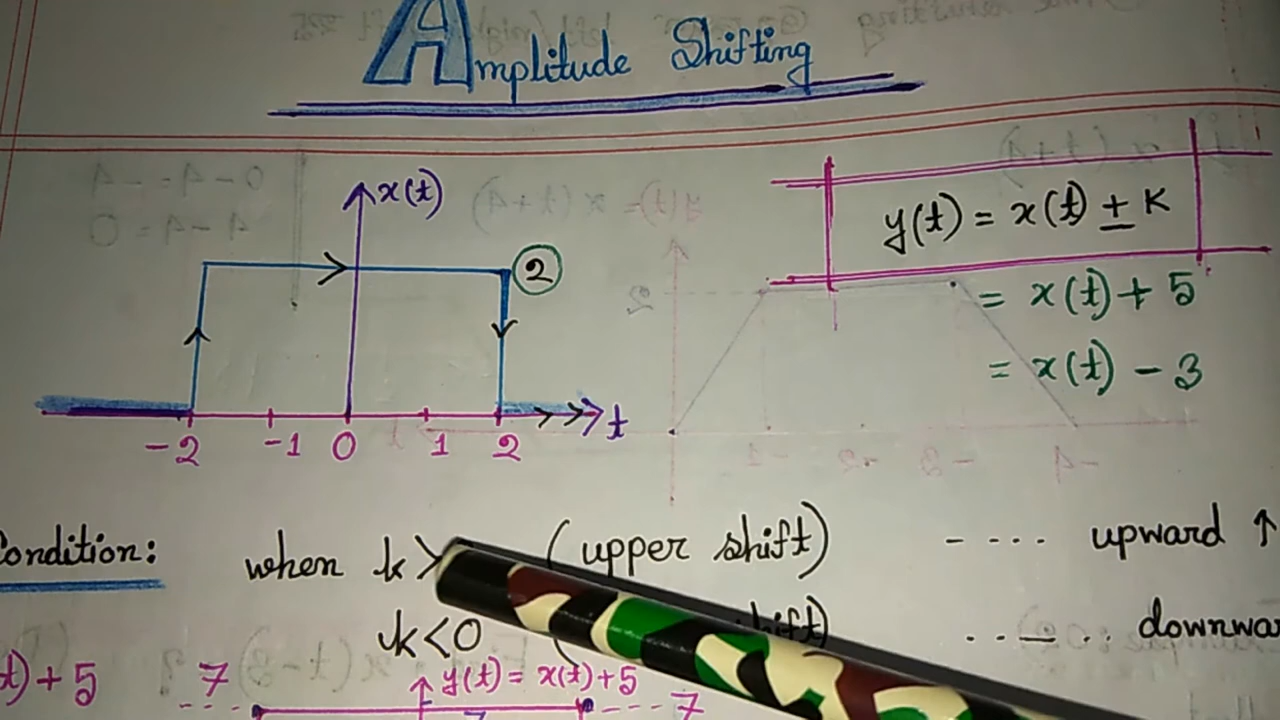 Amplitude Shifting
x(t)
y(t) = x(t) ± K
2
= x(t) + 5
= x(t) - 3
t
-2 -1 0 1 2
Condition: when k> (upper shift) - ---- upward ↑
k<0
t) + 5 7 y(t) = x(t)+5 7